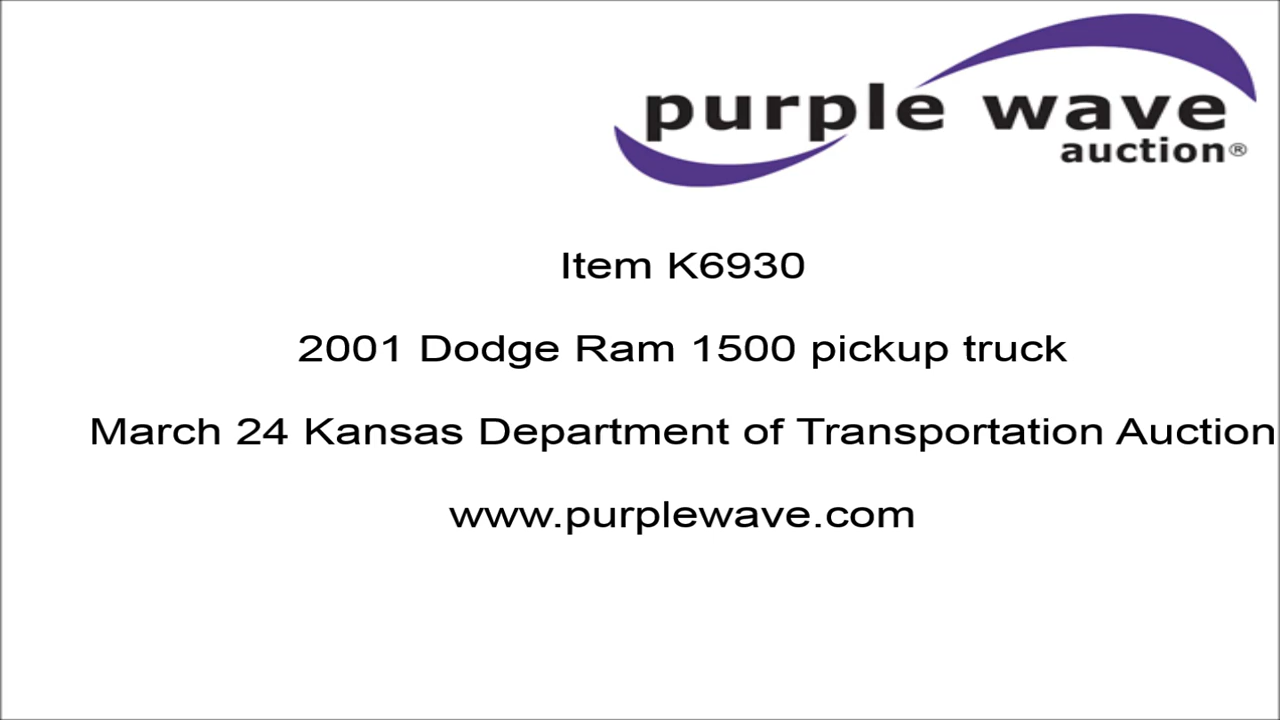 purple wave
auction®
Item K6930
2001 Dodge Ram 1500 pickup truck
March 24 Kansas Department of Transportation Auction
www.purplewave.com